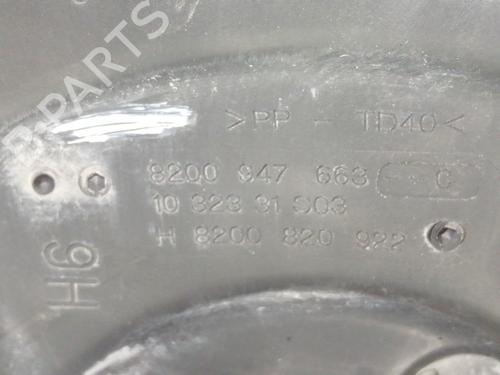 B-PARTS
>PP - TD40<
8200 947 663 C
10 323 31 S03
H 8200 820 922
H6